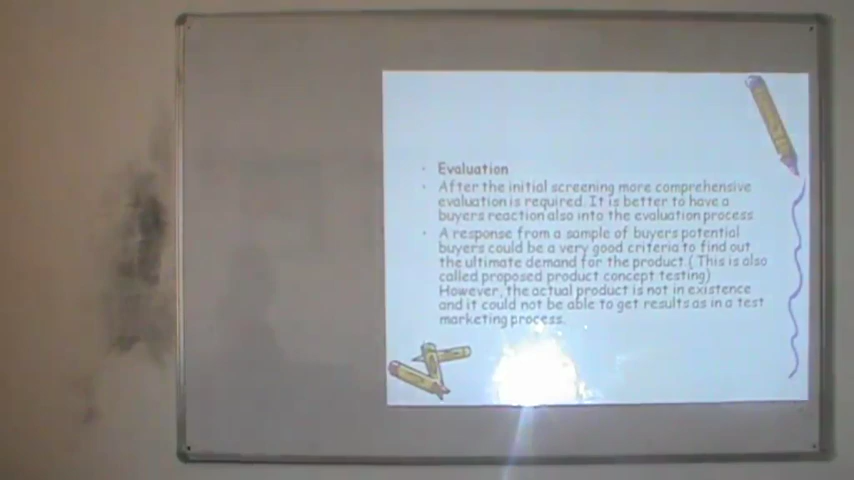 • Evaluation
• After the initial screening more comprehensive
evaluation is required. It is better to have a
buyers reaction also into the evaluation process
• A response from a sample of buyers potential
buyers could be a very good criteria to find out
the ultimate demand for the product.( This is also
called proposed product concept testing)
However, the actual product is not in existence
and it could not be able to get results as in a test
marketing process.